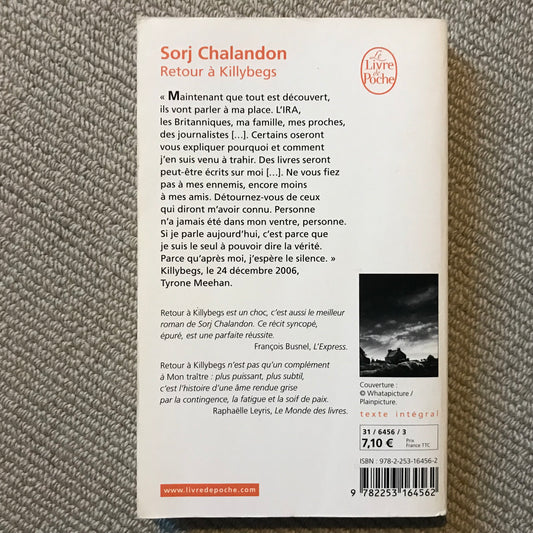 Sorj Chalandon
Retour à Killybegs
Le
Livre
de
Poche
« Maintenant que tout est découvert,
ils vont parler à ma place. L'IRA,
les Britanniques, ma famille, mes proches,
des journalistes [...]. Certains oseront
vous expliquer pourquoi et comment
j'en suis venu à trahir. Des livres seront
peut-être écrits sur moi [...]. Ne vous fiez
pas à mes ennemis, encore moins
à mes amis. Détournez-vous de ceux
qui diront m'avoir connu. Personne
n'a jamais été dans mon ventre, personne.
Si je parle aujourd'hui, c'est parce que
je suis le seul à pouvoir dire la vérité.
Parce qu'après moi, j'espère le silence. »
Killybegs, le 24 décembre 2006,
Tyrone Meehan.
Retour à Killybegs est un choc, c'est aussi le meilleur
roman de Sorj Chalandon. Ce récit syncopé,
épuré, est une parfaite réussite.
François Busnel, L'Express.
Retour à Killybegs n'est pas qu'un complément
à Mon traître : plus puissant, plus subtil,
c'est l'histoire d'une âme rendue grise
par la contingence, la fatigue et la soif de paix.
Raphaëlle Leyris, Le Monde des livres.
Couverture :
© Whatapicture /
Plainpicture.
texte intégral
31 / 6456 / 3
7,10 € Prix
France TTC
ISBN : 978-2-253-16456-2
9 782253 164562
www.livredepoche.com